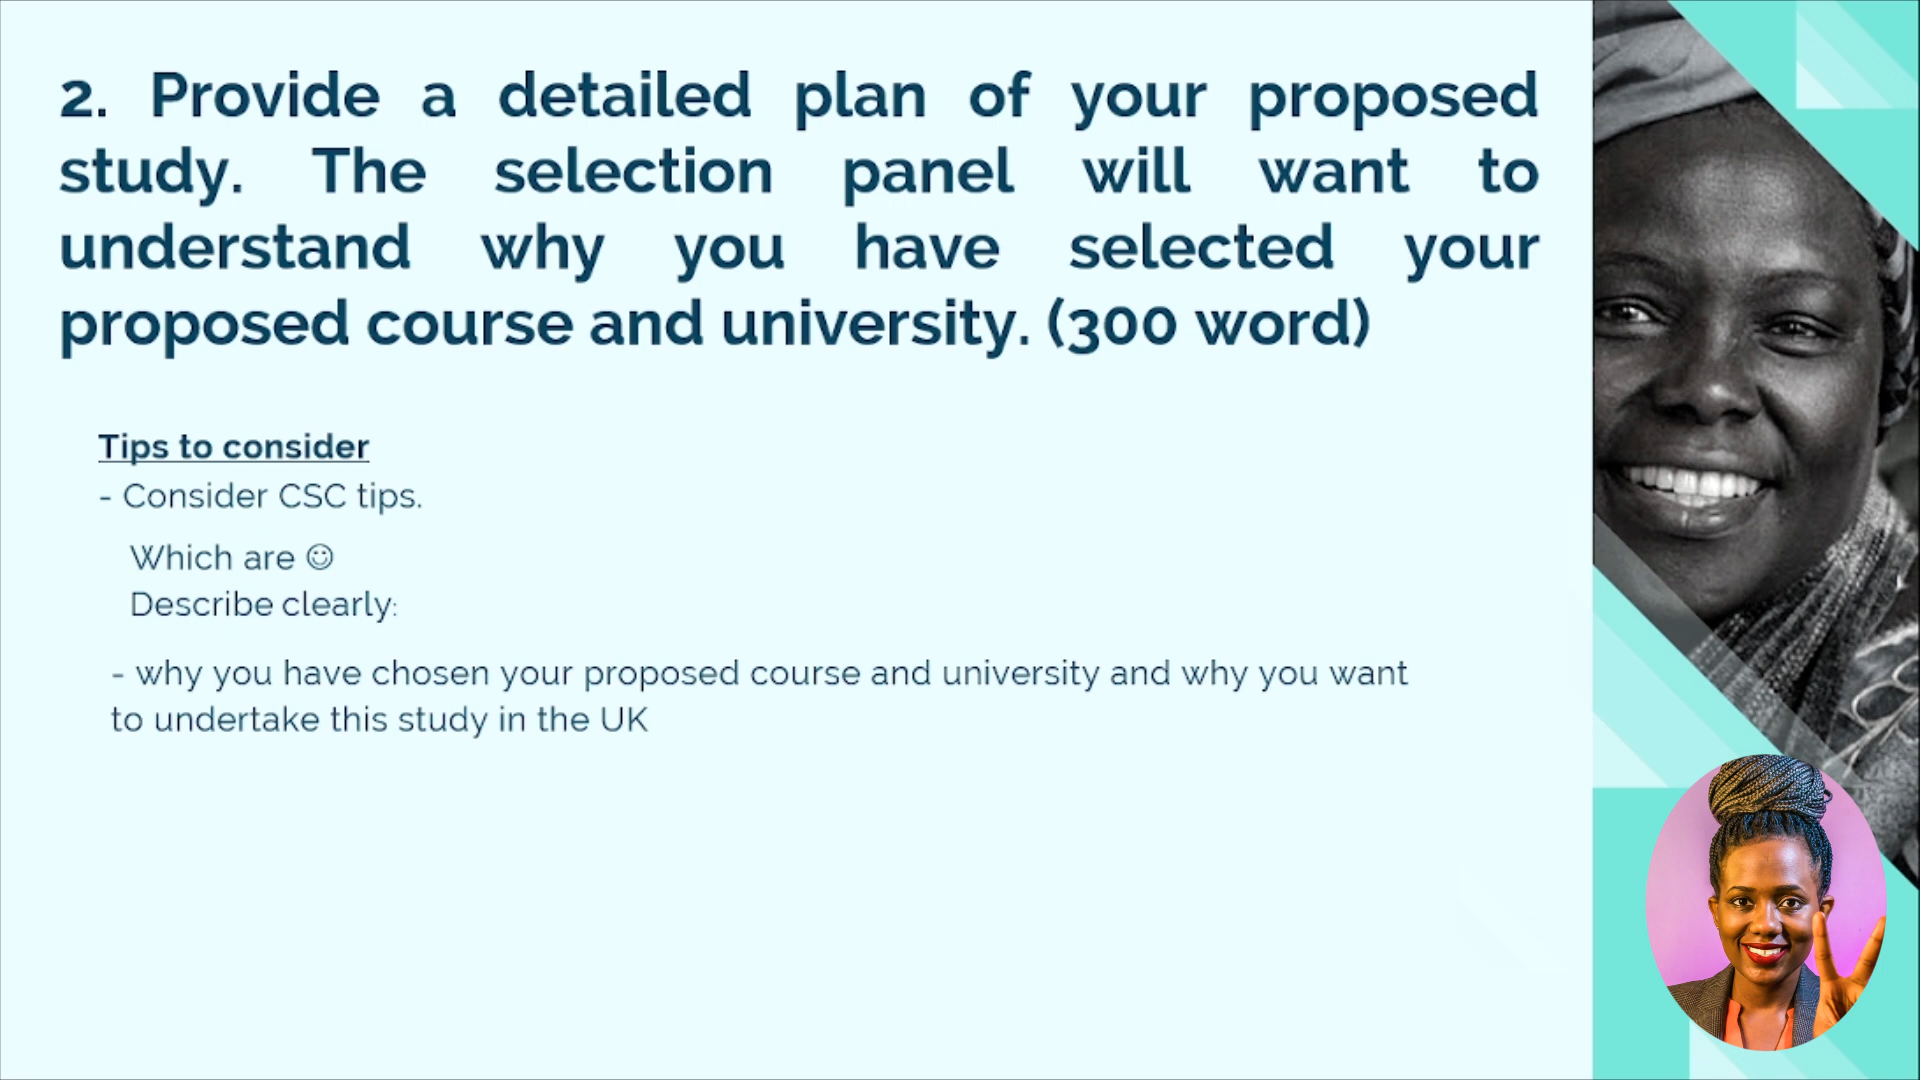 2. Provide a detailed plan of your proposed
study. The selection panel will want to
understand why you have selected your
proposed course and university. (300 word)
Tips to consider
- Consider CSC tips.
Which are ☺
Describe clearly:
- why you have chosen your proposed course and university and why you want
to undertake this study in the UK